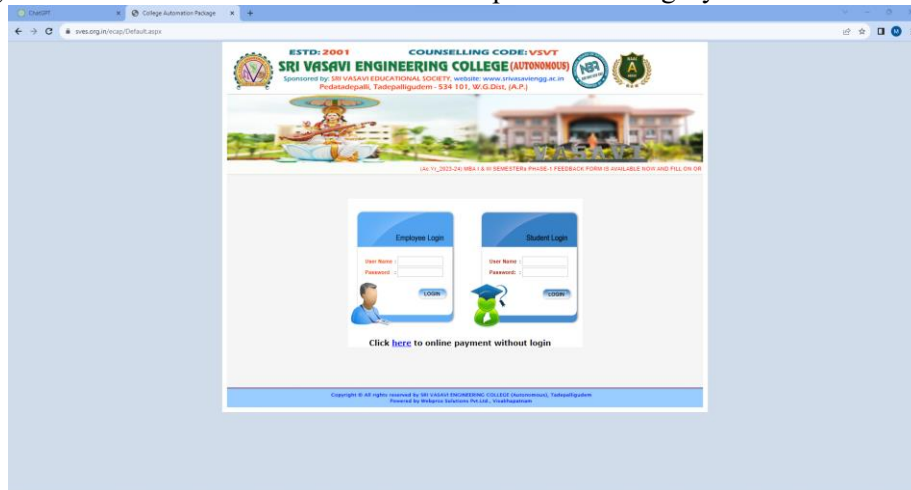 ChatGPT
College Automation Package
sves.org.in/ecap/Default.aspx
ESTD: 2001 COUNSELLING CODE: VSVT
SRI VASAVI ENGINEERING COLLEGE (AUTONOMOUS)
Sponsored by: SRI VASAVI EDUCATIONAL SOCIETY, website: www.srivasaviengg.ac.in
Pedatadepalli, Tadepalligudem - 534 101, W.G.Dist, (A.P.)
NBA
A
VASAVI
2023-24) MBA I & III SEMESTERs PHASE-1 FEEDBACK FORM IS AVAILABLE NOW AND FILL ON OR
Employee Login
User Name :
Password :
LOGIN
Student Login
User Name :
Password: :
LOGIN
Click here to online payment without login
Copyright © All rights reserved by SRI VASAVI ENGINEERING COLLEGE (Autonomous), Tadepalligudem
Powered by Webpros Solutions Pvt.Ltd., Visakhapatnam